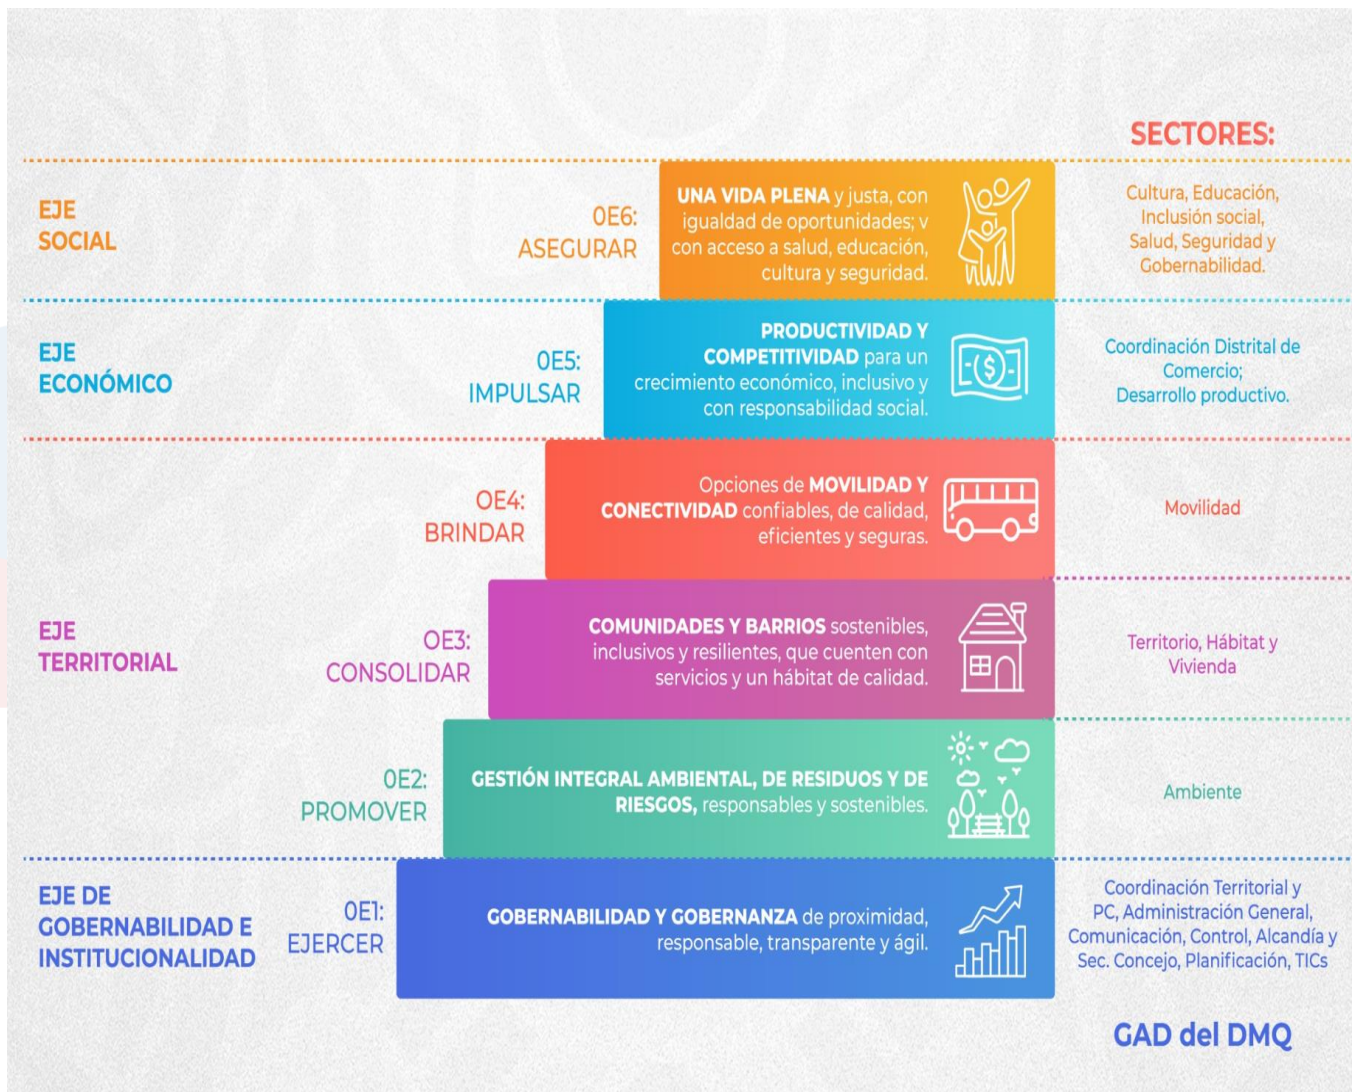 SECTORES:
EJE
SOCIAL
0E6:
ASEGURAR
UNA VIDA PLENA y justa, con
igualdad de oportunidades; v
con acceso a salud, educación,
cultura y seguridad.
Cultura, Educación,
Inclusión social,
Salud, Seguridad y
Gobernabilidad.
EJE
ECONÓMICO
0E5:
IMPULSAR
PRODUCTIVIDAD Y
COMPETITIVIDAD para un
crecimiento económico, inclusivo y
con responsabilidad social.
Coordinación Distrital de
Comercio;
Desarrollo productivo.
OE4:
BRINDAR
Opciones de MOVILIDAD Y
CONECTIVIDAD confiables, de calidad,
eficientes y seguras.
Movilidad
EJE
TERRITORIAL
OE3:
CONSOLIDAR
COMUNIDADES Y BARRIOS sostenibles,
inclusivos y resilientes, que cuenten con
servicios y un hábitat de calidad.
Territorio, Hábitat y
Vivienda
0E2:
PROMOVER
GESTIÓN INTEGRAL AMBIENTAL, DE RESIDUOS Y DE
RIESGOS, responsables y sostenibles.
Ambiente
EJE DE
GOBERNABILIDAD E
INSTITUCIONALIDAD
0E1:
EJERCER
GOBERNABILIDAD Y GOBERNANZA de proximidad,
responsable, transparente y ágil.
Coordinación Territorial y
PC, Administración General,
Comunicación, Control, Alcandía y
Sec. Concejo, Planificación, TICs
GAD del DMQ